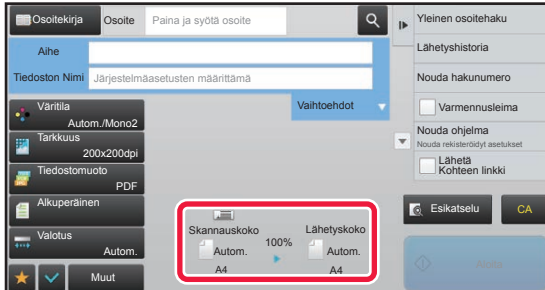 Osoitekirja
Osoite
Paina ja syötä osoite
Aihe
Tiedoston Nimi
Järjestelmäasetusten määrittämä
Vaihtoehdot
Väritila
Autom./Mono2
Tarkkuus
200x200dpi
Tiedostomuoto
PDF
Alkuperäinen
Valotus
Autom.
Muut
Skannauskoko
Autom.
A4
100%
Lähetyskoko
Autom.
A4
Yleinen osoitehaku
Lähetyshistoria
Nouda hakunumero
Varmennusleima
Nouda ohjelma
Nouda rekisteröidyt asetukset
Lähetä
Kohteen linkki
Esikatselu
CA
Aloita